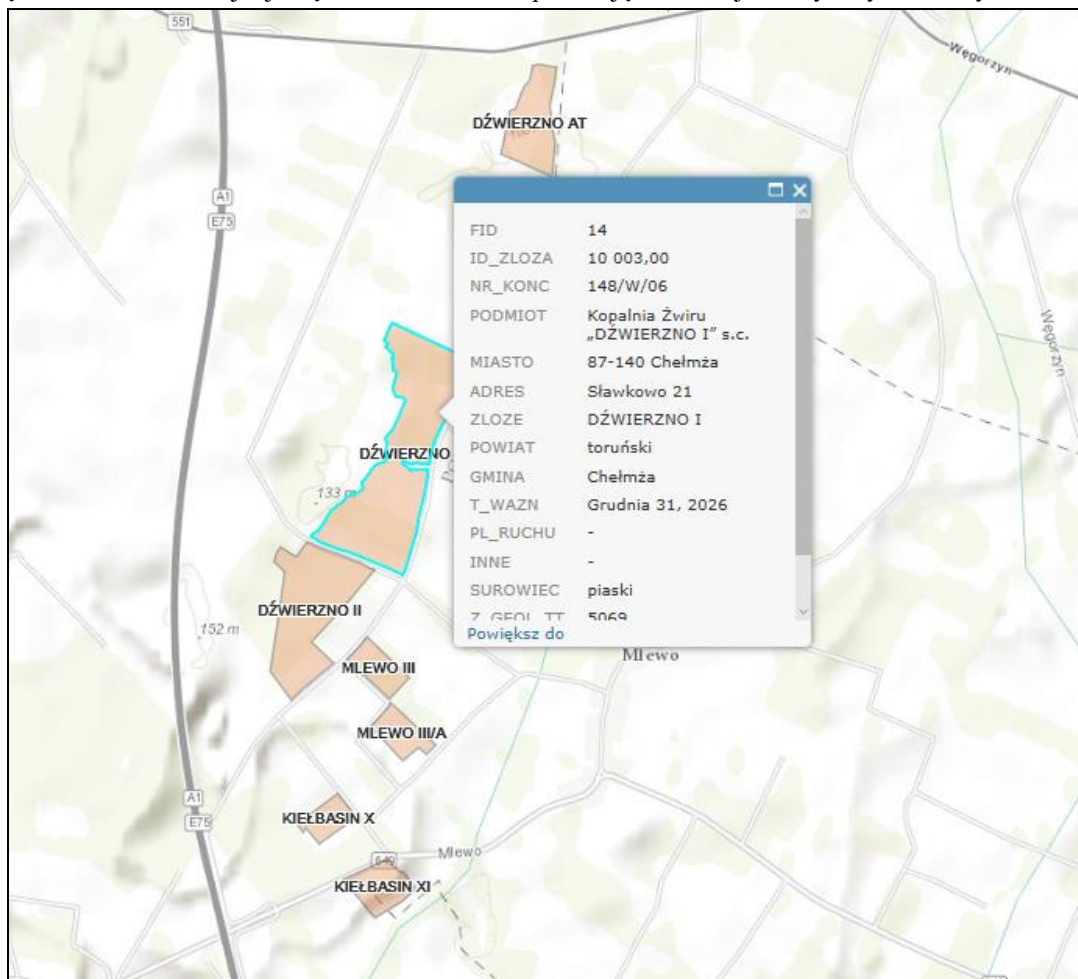 551
Węgorzyn
DŹWIERZNO AT
A1
E75
FID 14
ID_ZLOZA 10 003,00
NR_KONC 148/W/06
PODMIOT Kopalnia Żwiru
„DŹWIERZNO I” s.c.
MIASTO 87-140 Chełmża
ADRES Sławkowo 21
ZLOZE DŹWIERZNO I
POWIAT toruński
GMINA Chełmża
T_WAZN Grudnia 31, 2026
PL_RUCHU -
INNE -
SUROWIEC piaski
Z_GEOL_TT 5069
Powiększ do
Węgorzyn
DŹWIERZNO
133 m
DŹWIERZNO II
152 m
MLEWO III
Mlewo
MLEWO III/A
A1
E75
KIEŁBASIN X
649
Mlewo
KIEŁBASIN XI